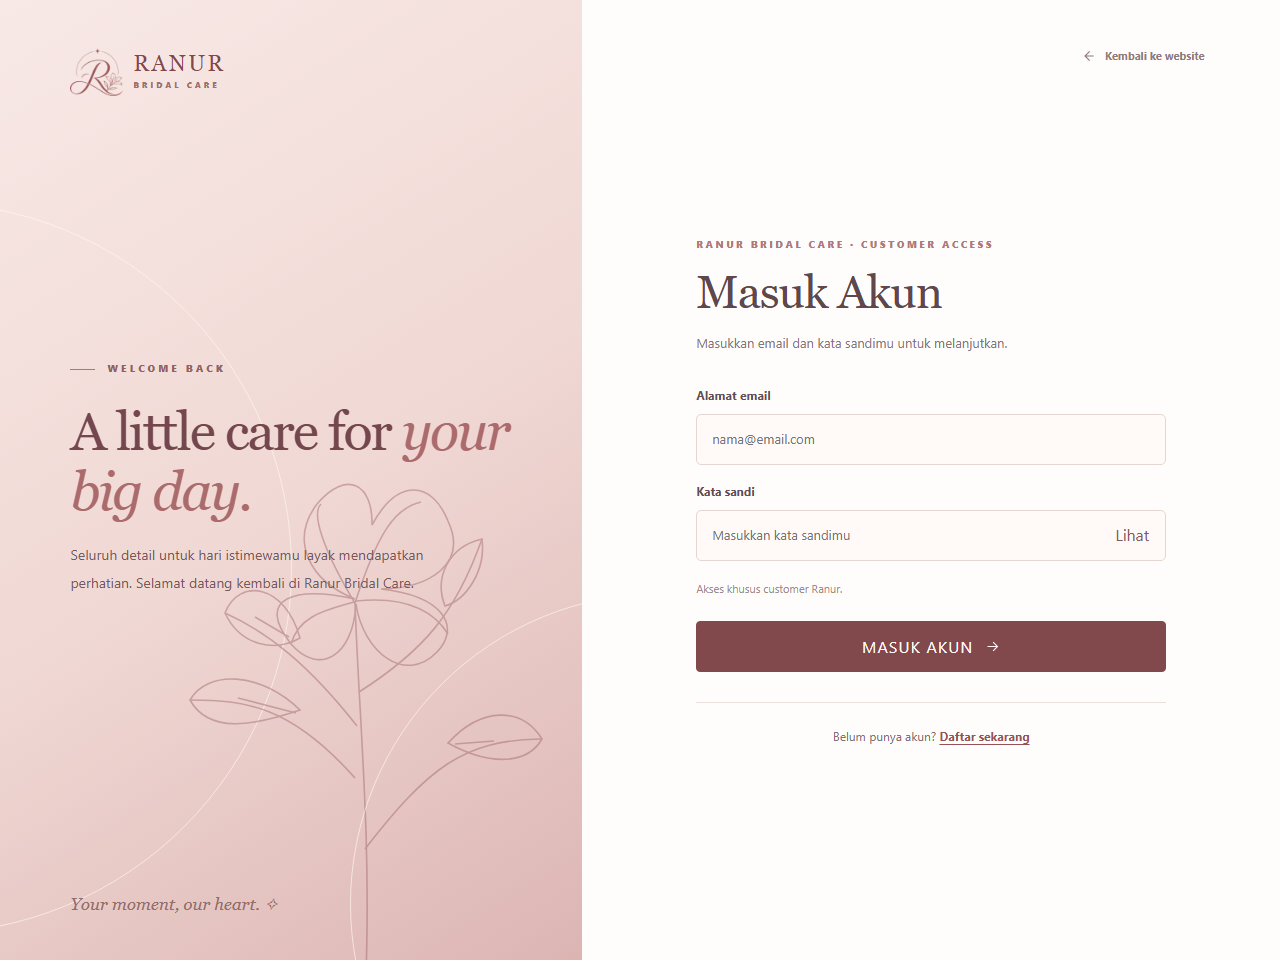 RANUR
BRIDAL CARE
WELCOME BACK
A little care for your
big day.
Seluruh detail untuk hari istimewamu layak mendapatkan
perhatian. Selamat datang kembali di Ranur Bridal Care.
Your moment, our heart.
Kembali ke website
RANUR BRIDAL CARE · CUSTOMER ACCESS
Masuk Akun
Masukkan email dan kata sandimu untuk melanjutkan.
Alamat email
nama@email.com
Kata sandi
Masukkan kata sandimu Lihat
Akses khusus customer Ranur.
MASUK AKUN →
Belum punya akun? Daftar sekarang